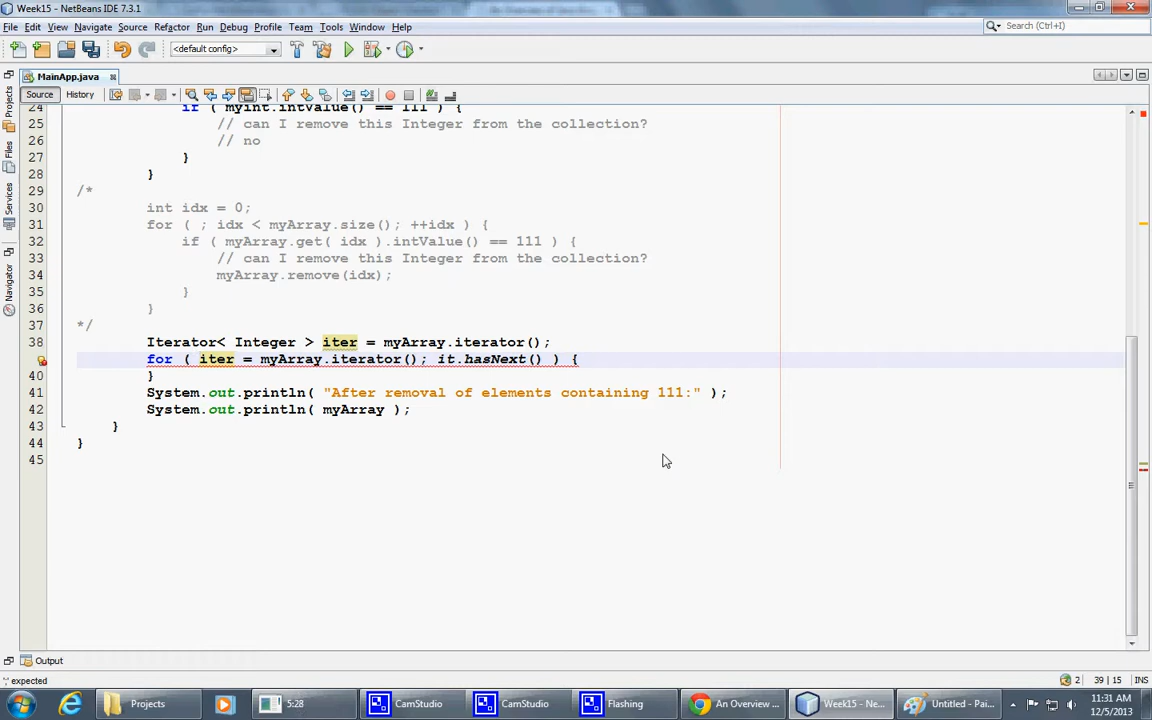 Week15 - NetBeans IDE 7.3.1
File Edit View Navigate Source Refactor Run Debug Profile Team Tools Window Help
<default config>
Search (Ctrl+I)
MainApp.java
Source History
Projects
Files
Services
Navigator
24 if ( myint.intValue() == 111 ) {
25 // can I remove this Integer from the collection?
26 // no
27 }
28 }
29 /*
30 int idx = 0;
31 for ( ; idx < myArray.size(); ++idx ) {
32 if ( myArray.get( idx ).intValue() == 111 ) {
33 // can I remove this Integer from the collection?
34 myArray.remove(idx);
35 }
36 }
37 */
38 Iterator< Integer > iter = myArray.iterator();
for ( iter = myArray.iterator(); it.hasNext() ) {
40 }
41 System.out.println( "After removal of elements containing 111:" );
42 System.out.println( myArray );
43 }
44 }
45
Output
';' expected
2 39 | 15 INS
Projects
5:28
CamStudio
CamStudio
Flashing
An Overview ...
Week15 - Ne...
Untitled - Pai...
11:31 AM
12/5/2013